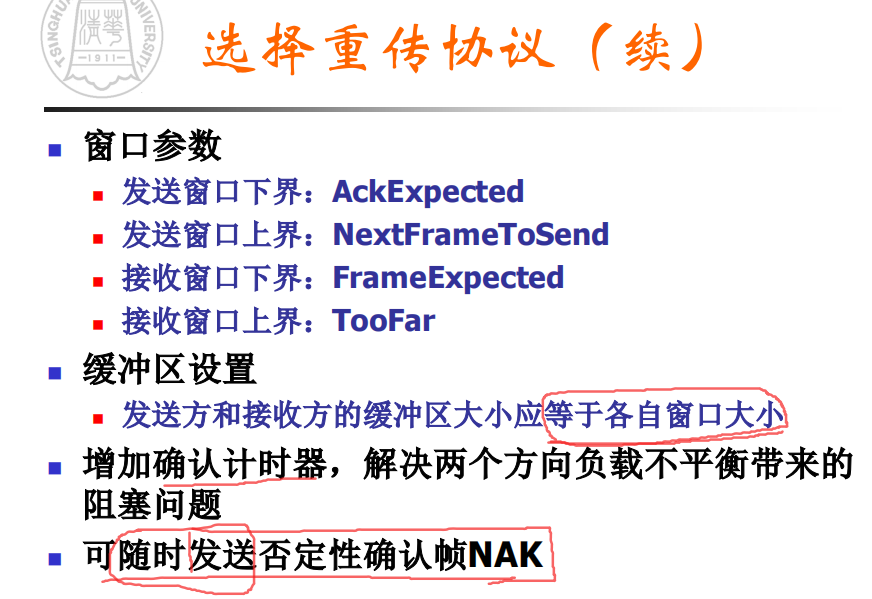 TSINGHUA UNIVERSITY
清華
-1911-
选择重传协议（续）
窗口参数
发送窗口下界：AckExpected
发送窗口上界：NextFrameToSend
接收窗口下界：FrameExpected
接收窗口上界：TooFar
缓冲区设置
发送方和接收方的缓冲区大小应等于各自窗口大小
增加确认计时器，解决两个方向负载不平衡带来的
阻塞问题
可随时发送否定性确认帧NAK